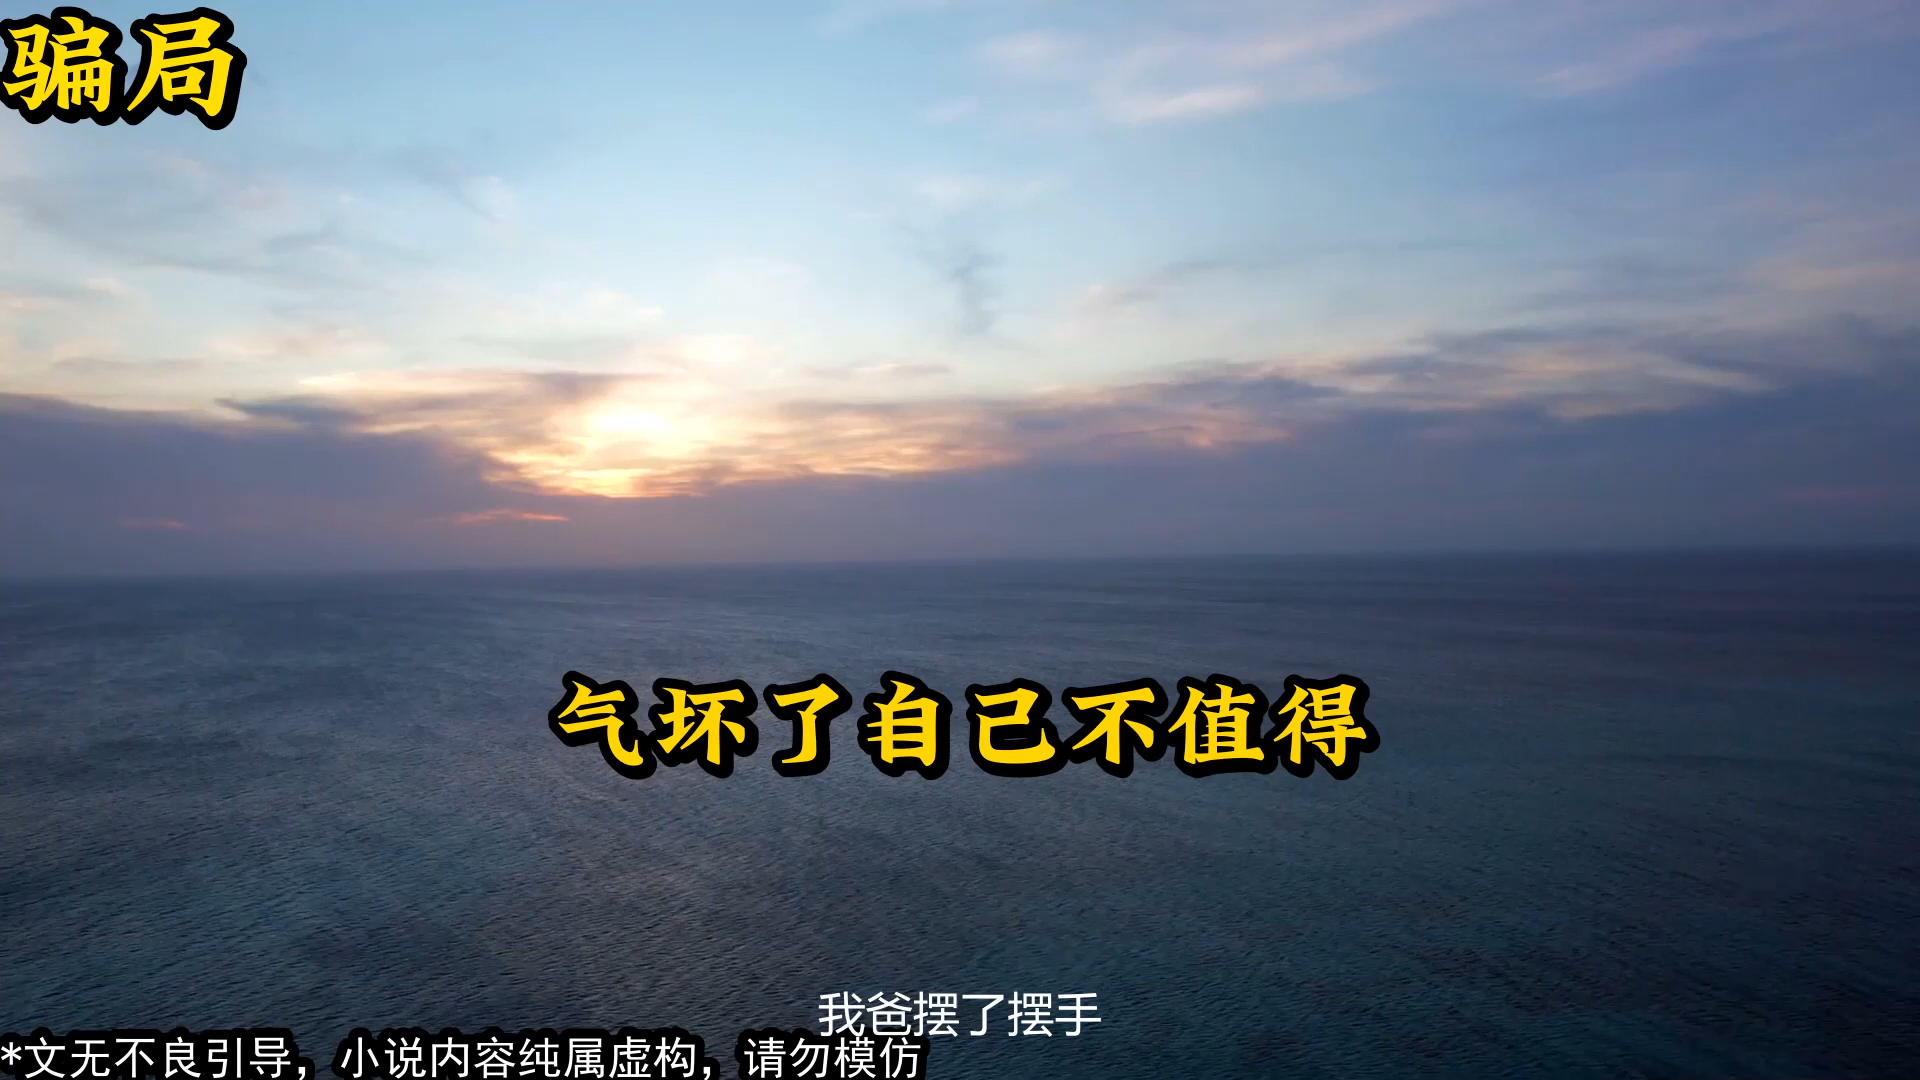 骗局
气坏了自己不值得
我爸摆了摆手
*文无不良引导，小说内容纯属虚构，请勿模仿